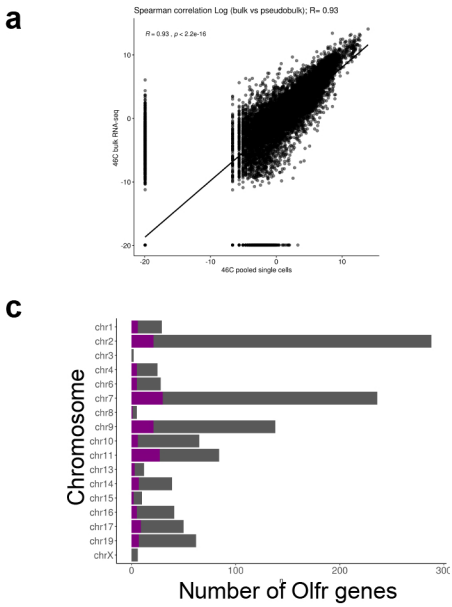 a
Spearman correlation Log (bulk vs pseudobulk); R= 0.93
R = 0.93 , p < 2.2e-16
10
0
-10
-20
46C bulk RNA-seq
-20
-10
0
10
46C pooled single cells
c
Chromosome
chr1
chr2
chr3
chr4
chr6
chr7
chr8
chr9
chr10
chr11
chr13
chr14
chr15
chr16
chr17
chr19
chrX
0
100
200
300
Number of Olfr genes